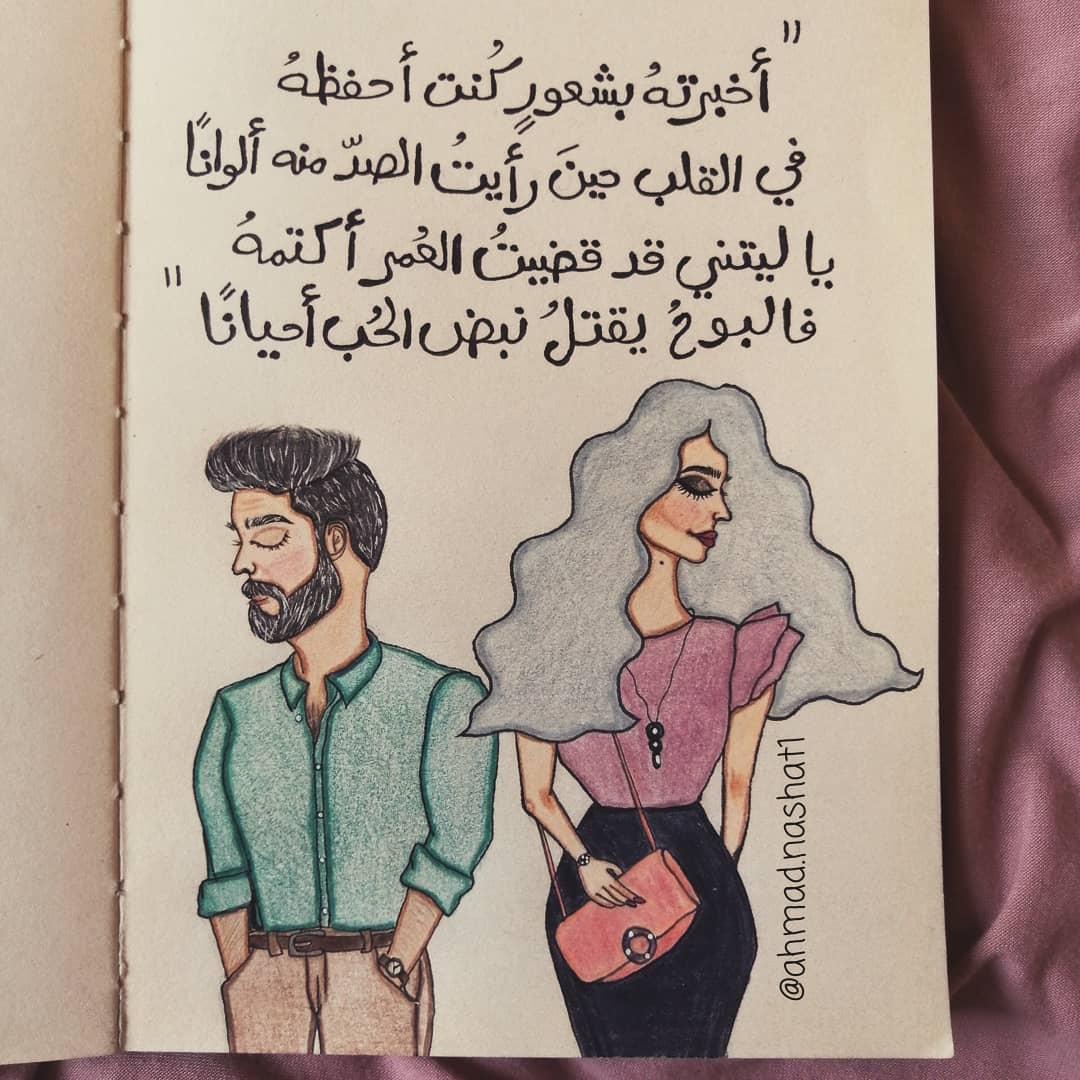 "أخبرتهُ بشعورٍ كُنت أحفظهُ
في القلب حينَ رأيتُ الصدّ منه ألوانًا
يا ليتني قد قضيتُ العُمر أكتمهُ
فالبوحُ يقتلُ نبض الحُب أحيانًا"
@ahmad.nashat1